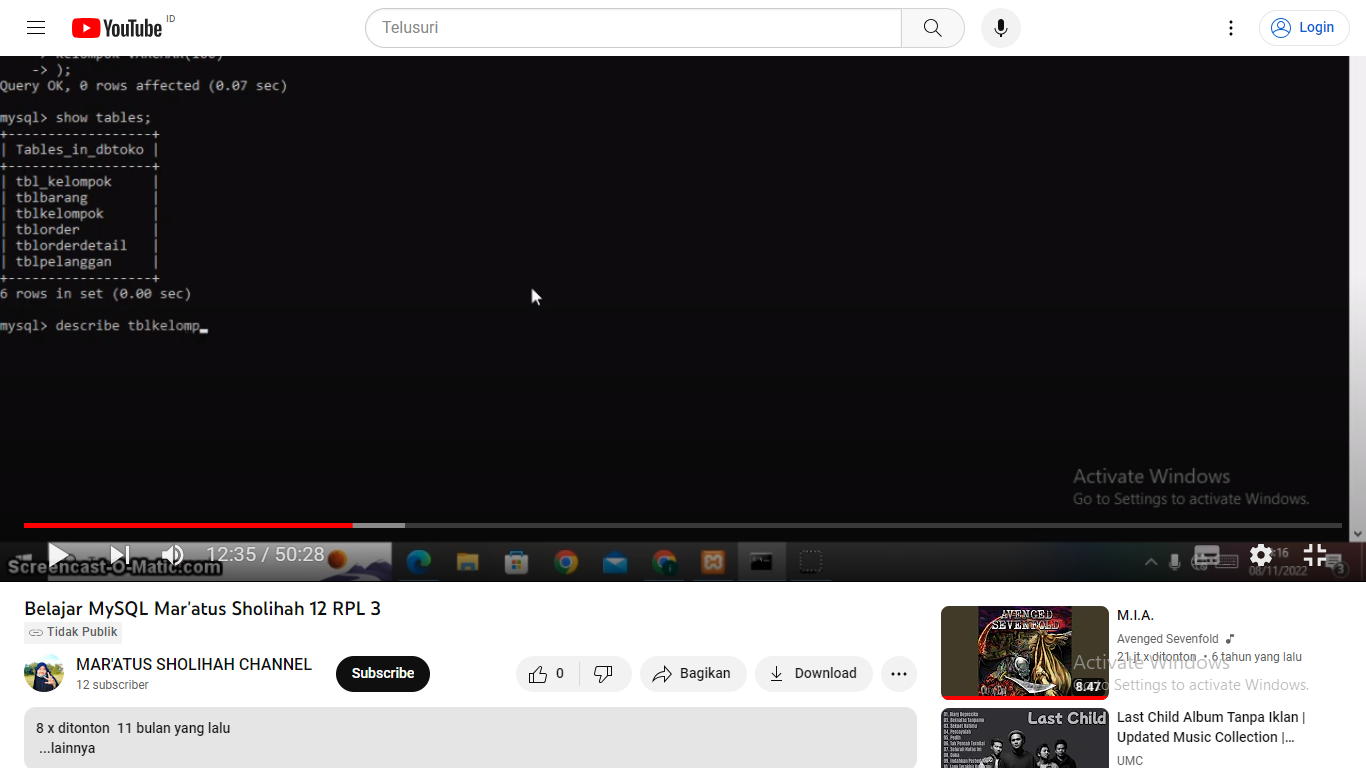 YouTube ID
Telusuri
Login
-> kelompok VARCHAR(100)
-> );
Query OK, 0 rows affected (0.07 sec)
mysql> show tables;
+------------------+
| Tables_in_dbtoko |
+------------------+
| tbl_kelompok |
| tblbarang |
| tblkelompok |
| tblorder |
| tblorderdetail |
| tblpelanggan |
+------------------+
6 rows in set (0.00 sec)
mysql> describe tblkelomp_
Activate Windows
Go to Settings to activate Windows.
12:35 / 50:28
Screencast-O-Matic.com
:16
08/11/2022
3
Belajar MySQL Mar'atus Sholihah 12 RPL 3
Tidak Publik
MAR'ATUS SHOLIHAH CHANNEL
12 subscriber
Subscribe
0
Bagikan
Download
8 x ditonton 11 bulan yang lalu
...lainnya
AVENGED
SEVENFOLD
8.47
M.I.A.
Avenged Sevenfold
21 jt x ditonton • 6 tahun yang lalu
Activate Windows
Go to Settings to activate Windows.
Last Child
Last Child Album Tanpa Iklan |
Updated Music Collection |...
UMC